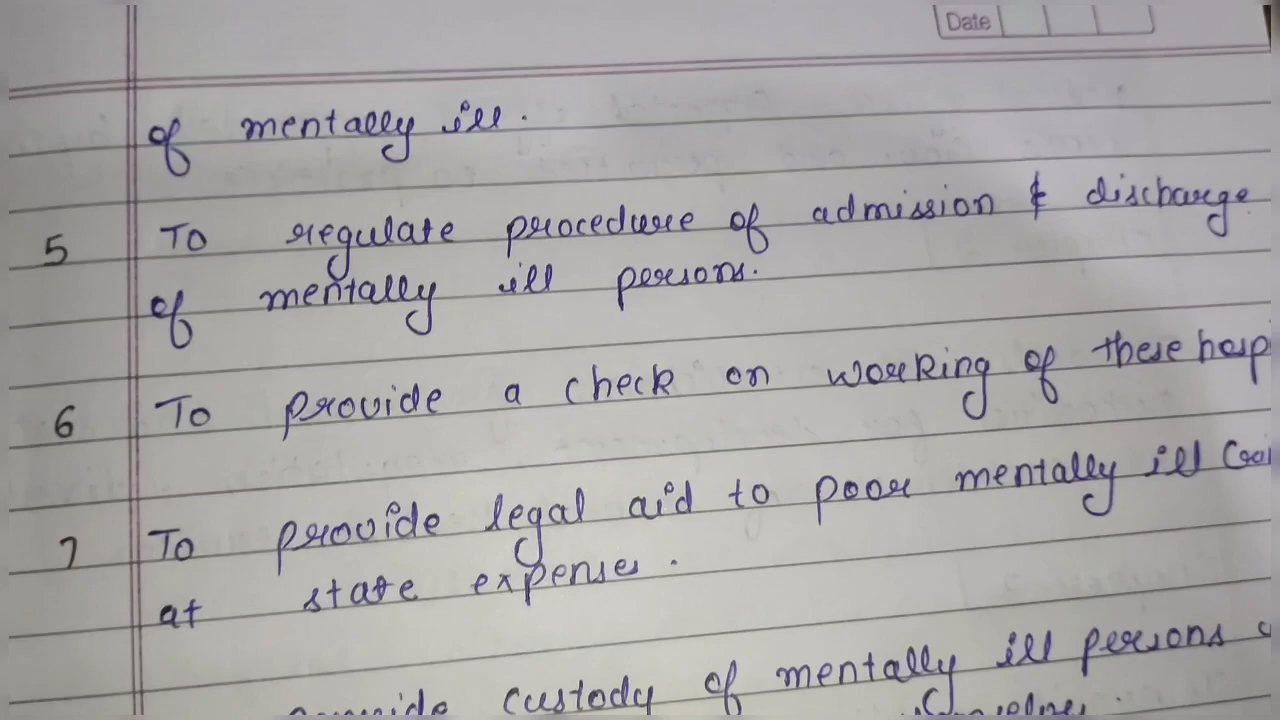 Date
of mentally ill.
5 To regulate procedure of admission & discharge
of mentally ill persons.
6 To provide a check on working of these hosp
7 To provide legal aid to poor mentally ill
at state expenses.
provide custody of mentally ill persons